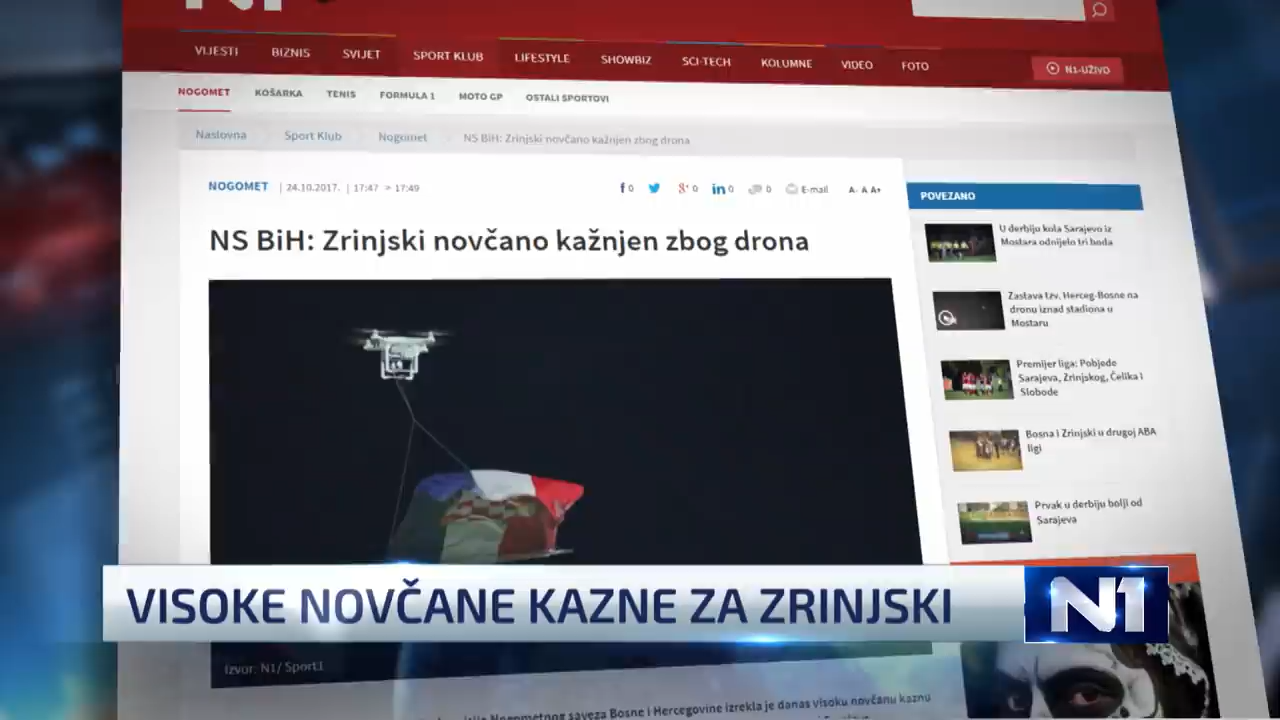 N1
VIJESTI BIZNIS SVIJET SPORT KLUB LIFESTYLE SHOWBIZ SCI-TECH KOLUMNE VIDEO FOTO N1-UŽIVO
NOGOMET KOŠARKA TENIS FORMULA 1 MOTO GP OSTALI SPORTOVI
Naslovna Sport Klub Nogomet NS BiH: Zrinjski novčano kažnjen zbog drona
NOGOMET | 24.10.2017. | 17:47 > 17:49 f 0 g+ 0 in 0 0 E-mail A- A A+
NS BiH: Zrinjski novčano kažnjen zbog drona
POVEZANO
U derbiju kola Sarajevo iz
Mostara odnijelo tri boda
Zastava tzv. Herceg-Bosne na
dronu iznad stadiona u
Mostaru
Premijer liga: Pobjede
Sarajeva, Zrinjskog, Čelika i
Slobode
Bosna i Zrinjski u drugoj ABA
ligi
Prvak u derbiju bolji od
Sarajeva
VISOKE NOVČANE KAZNE ZA ZRINJSKI
N1
Izvor: N1/ Sport1
Nogometnog saveza Bosne i Hercegovine izrekla je danas visoku novčanu kaznu